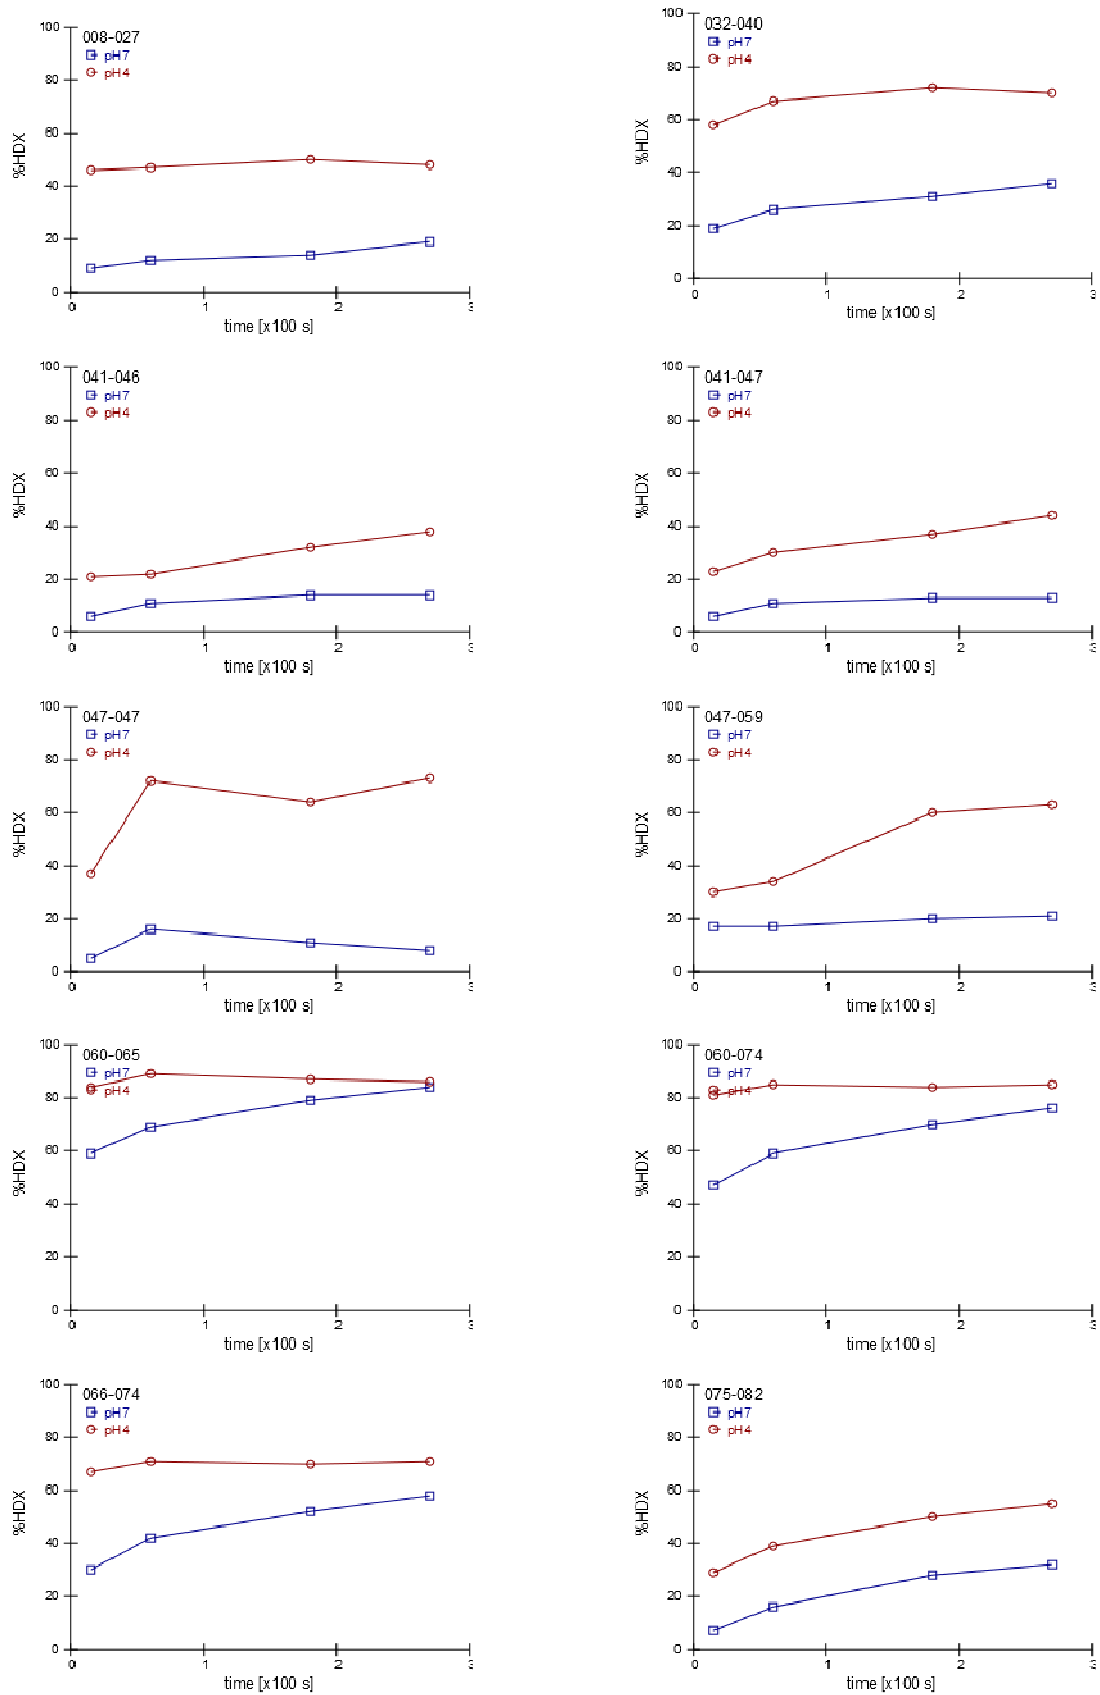 008-027
pH7
pH4
100
80
60
40
20
0
%HDX
0 1 2 3
time [x100 s]
032-040
pH7
pH4
100
80
60
40
20
0
%HDX
0 1 2 3
time [x100 s]
041-046
pH7
pH4
100
80
60
40
20
0
%HDX
0 1 2 3
time [x100 s]
041-047
pH7
pH4
100
80
60
40
20
0
%HDX
0 1 2 3
time [x100 s]
047-047
pH7
pH4
100
80
60
40
20
0
%HDX
0 1 2 3
time [x100 s]
047-059
pH7
pH4
100
80
60
40
20
0
%HDX
0 1 2 3
time [x100 s]
060-065
pH7
pH4
100
80
60
40
20
0
%HDX
0 1 2 3
time [x100 s]
060-074
pH7
pH4
100
80
60
40
20
0
%HDX
0 1 2 3
time [x100 s]
066-074
pH7
pH4
100
80
60
40
20
0
%HDX
0 1 2 3
time [x100 s]
075-082
pH7
pH4
100
80
60
40
20
0
%HDX
0 1 2 3
time [x100 s]